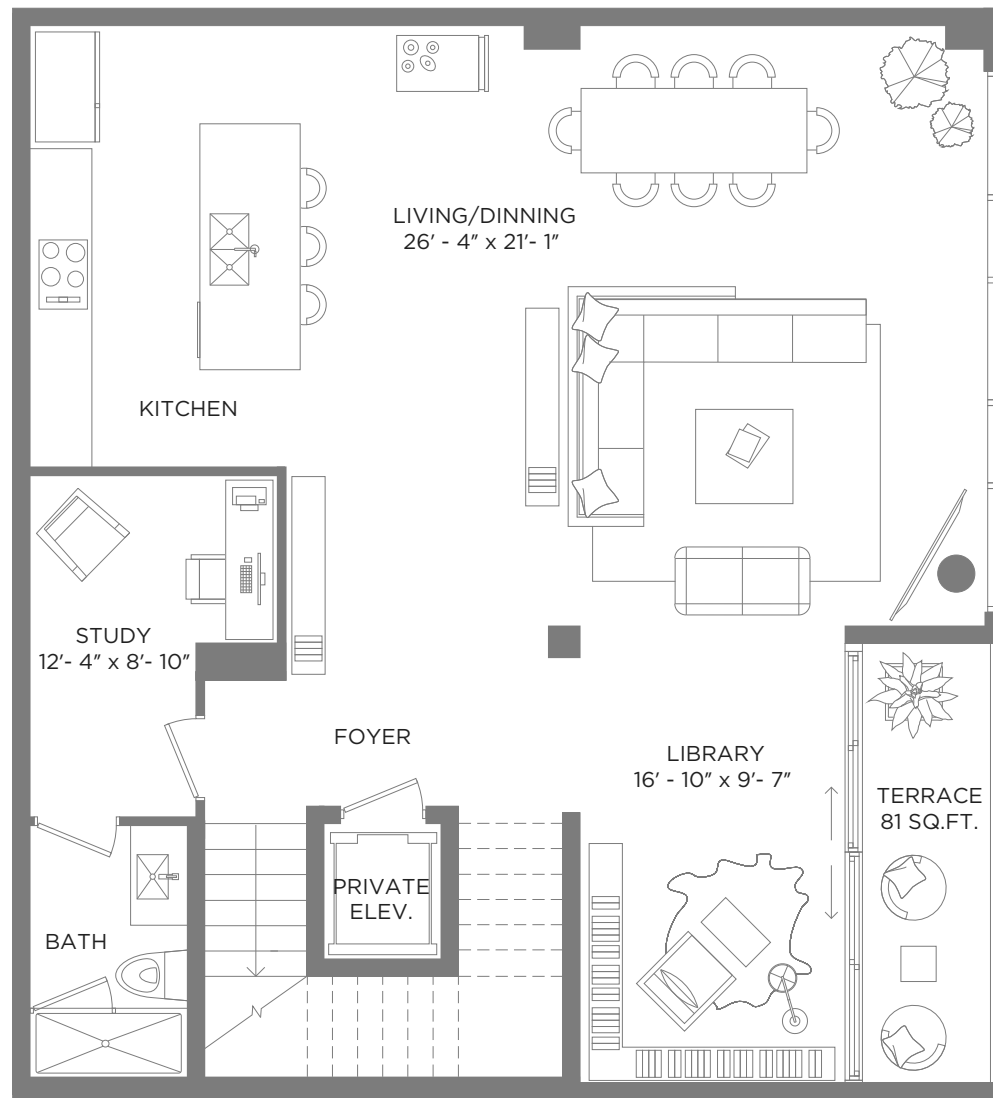 LIVING/DINNING
26' - 4" x 21'- 1"
KITCHEN
STUDY
12'- 4" x 8'- 10"
FOYER
LIBRARY
16' - 10" x 9'- 7"
TERRACE
81 SQ.FT.
PRIVATE
ELEV.
BATH